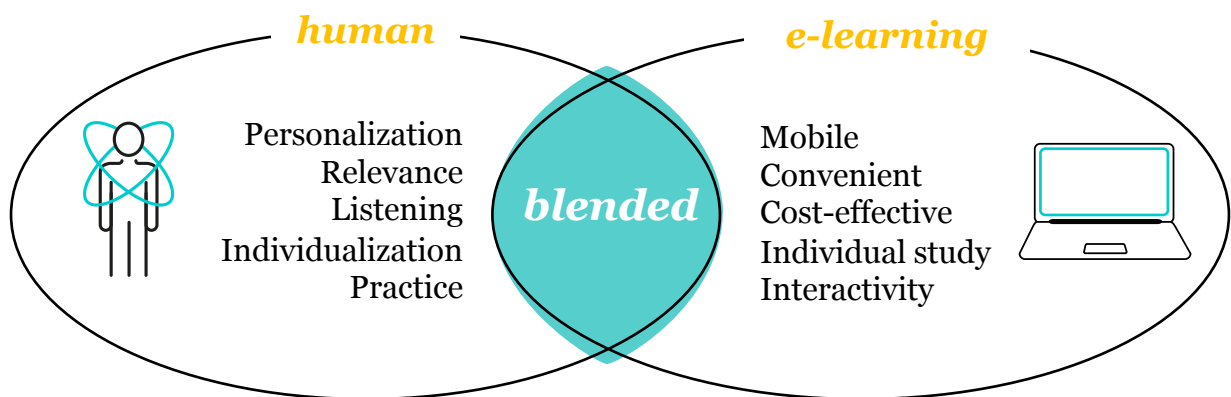 human
Personalization
Relevance
Listening
Individualization
Practice
blended
e-learning
Mobile
Convenient
Cost-effective
Individual study
Interactivity